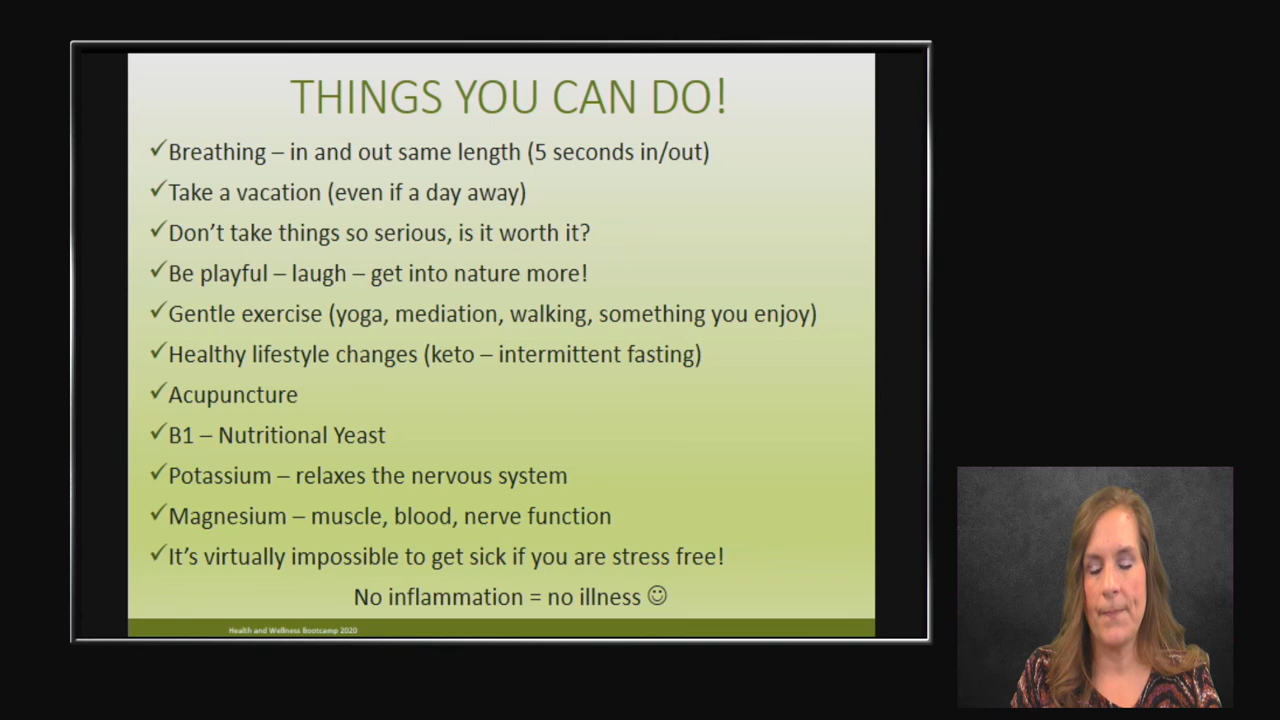 THINGS YOU CAN DO!
✓Breathing – in and out same length (5 seconds in/out)
✓Take a vacation (even if a day away)
✓Don't take things so serious, is it worth it?
✓Be playful – laugh – get into nature more!
✓Gentle exercise (yoga, mediation, walking, something you enjoy)
✓Healthy lifestyle changes (keto – intermittent fasting)
✓Acupuncture
✓B1 – Nutritional Yeast
✓Potassium – relaxes the nervous system
✓Magnesium – muscle, blood, nerve function
✓It's virtually impossible to get sick if you are stress free!
No inflammation = no illness ☺
Health and Wellness Bootcamp 2020